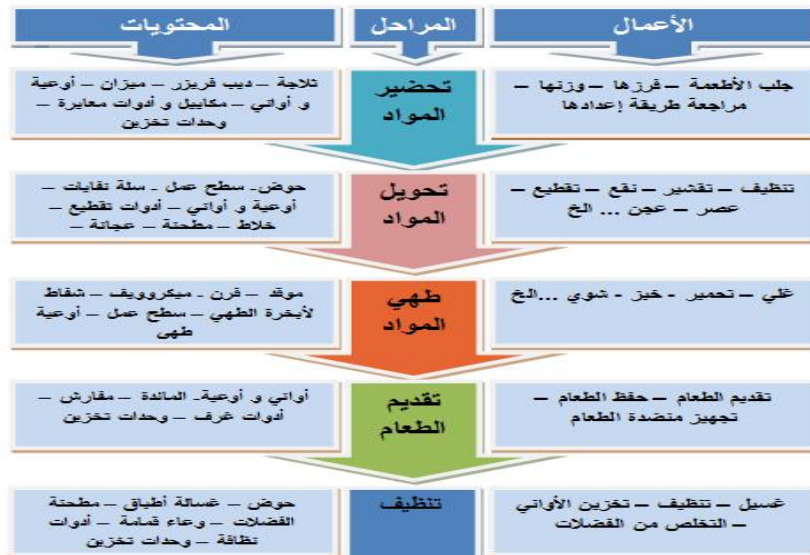 الأعمال
المراحل
المحتويات
جلب الأطعمة – فرزها – وزنها –
مراجعة طريقة إعدادها
تحضير
المواد
ثلاجة – ديب فريزر – ميزان – أوعية
و أواني – مكاييل و أدوات معايرة –
وحدات تخزين
تنظيف – تقشير – نقع – تقطيع –
عصر – عجن ... الخ
تحويل
المواد
حوض- سطح عمل - سلة نفايات –
أوعية و أواني – أدوات تقطيع –
خلاط – مطحنة – عجانة –
غلي – تحمير - خبز - شوي ...الخ
طهي
المواد
موقد – فرن - ميكروويف – شفاط
لأبخرة الطهي – سطح عمل – أوعية
طهى
تقديم الطعام – حفظ الطعام –
تجهيز منضدة الطعام
تقديم
الطعام
أواني و أوعية- المائدة – مفارش –
أدوات غرف – وحدات تخزين
غسيل – تنظيف – تخزين الأواني
– التخلص من الفضلات
تنظيف
حوض – غسالة أطباق – مطحنة
الفضلات – وعاء قمامة – أدوات
نظافة – وحدات تخزين